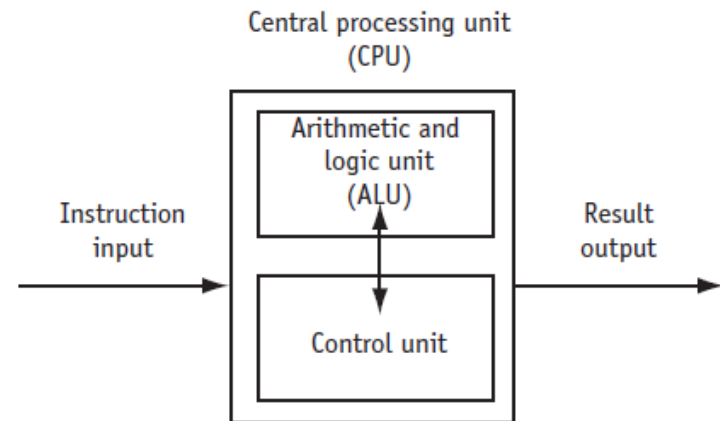 Central processing unit
(CPU)
Arithmetic and
logic unit
(ALU)
Instruction
input
Result
output
Control unit